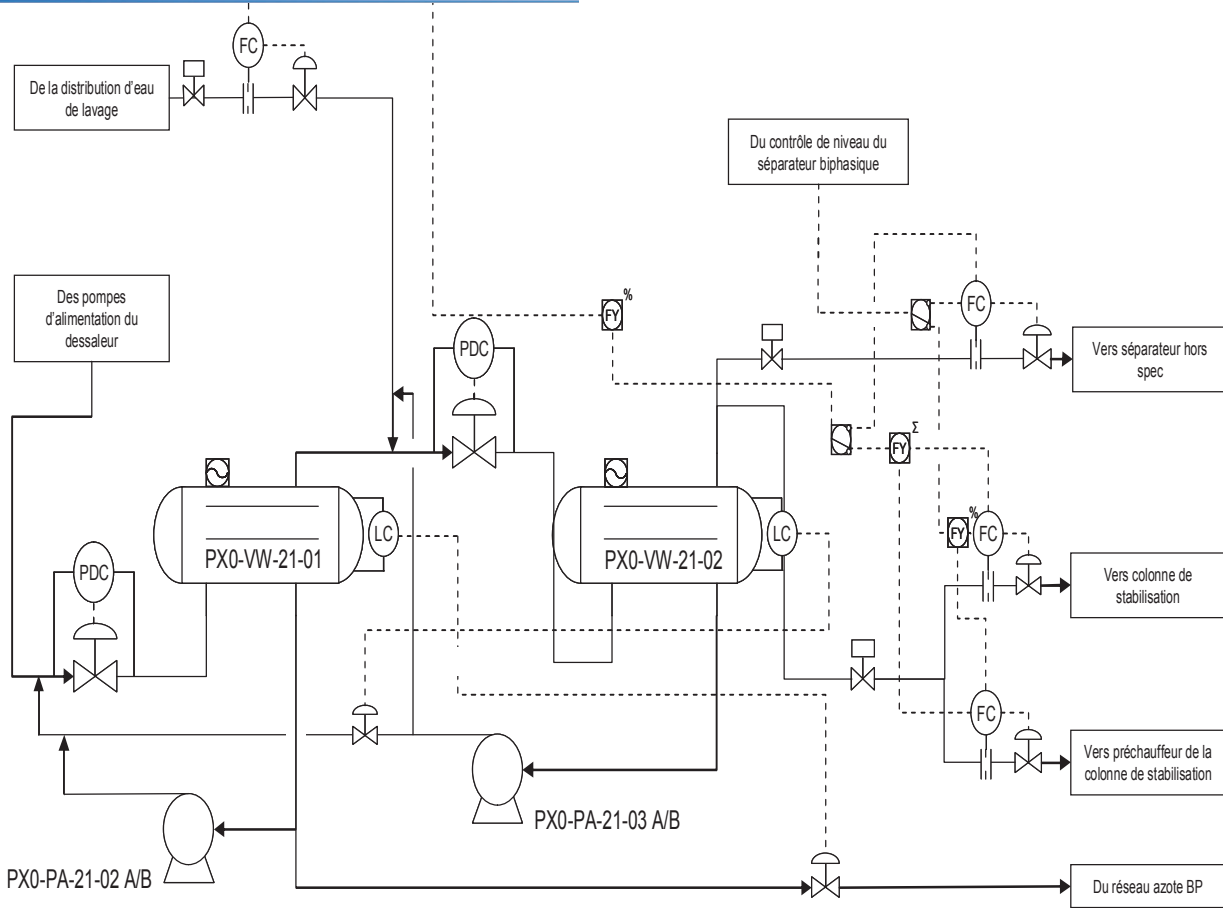 FC
De la distribution d'eau
de lavage
Du contrôle de niveau du
séparateur biphasique
Des pompes
d'alimentation du
dessaleur
FY
%
PDC
FC
Vers séparateur hors
spec
FY
Σ
PX0-VW-21-01
LC
PX0-VW-21-02
LC
FY
%
FC
PDC
Vers colonne de
stabilisation
FC
Vers préchauffeur de la
colonne de stabilisation
PX0-PA-21-03 A/B
PX0-PA-21-02 A/B
Du réseau azote BP